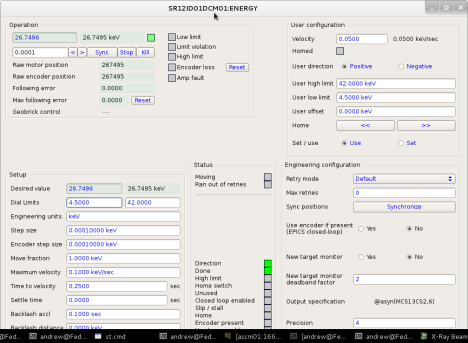 SR12ID01DCM01:ENERGY
Operation
26.7496
26.7495 keV
0.0001
< > Sync Stop Kill
Raw motor position 267495
Raw encoder position 267495
Following error 0.0000
Max following error 0.0000 Reset
Geobrick control ----
Low limit
Limit violation
High limit
Encoder loss Reset
Amp fault
User configuration
Velocity 0.0500 0.0500 keV/sec
Homed
User direction Positive Negative
User high limit 42.0000 keV
User low limit 4.5000 keV
User offset 0.0000 keV
Home << >>
Set / use Use Set
Setup
Desired value 26.7496 26.7495 keV
Dial Limits 4.5000 42.0000
Engineering units keV
Step size 0.00010000 keV
Encoder step size 0.00010000 keV
Move fraction 1.0000 keV
Maximum velocity 0.1000 keV/sec
Time to velocity 0.2500 sec
Settle time 0.0000 sec
Backlash accl 0.1000 sec
Backlash distance 0.0000 keV
Status
Moving
Ran out of retries
Direction
Done
High limit
Home switch
Unused
Closed loop enabled
Slip / stall
Home
Encoder present
Engineering configuration
Retry mode Default
Max retries 0
Sync positions Synchronize
Use encoder if present
(EPICS closed-loop) Yes No
New target monitor Yes No
New target monitor
deadband factor 2
Output specification @asyn(MCS13CS2,6)
Precision 4
@Fed... andrew@Fed... st.cmd andrew@Fed... [ascm01:166... [andrew@Fed... andrew@Fed... X-Ray Beam